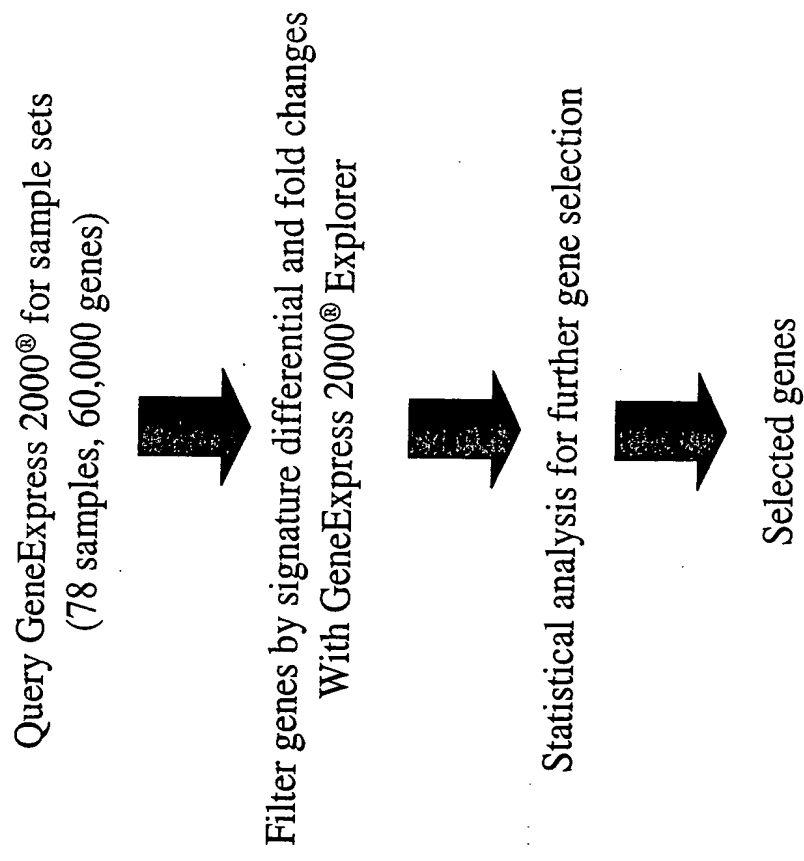 Query GeneExpress 2000® for sample sets
(78 samples, 60,000 genes)
Filter genes by signature differential and fold changes
With GeneExpress 2000® Explorer
Statistical analysis for further gene selection
Selected genes